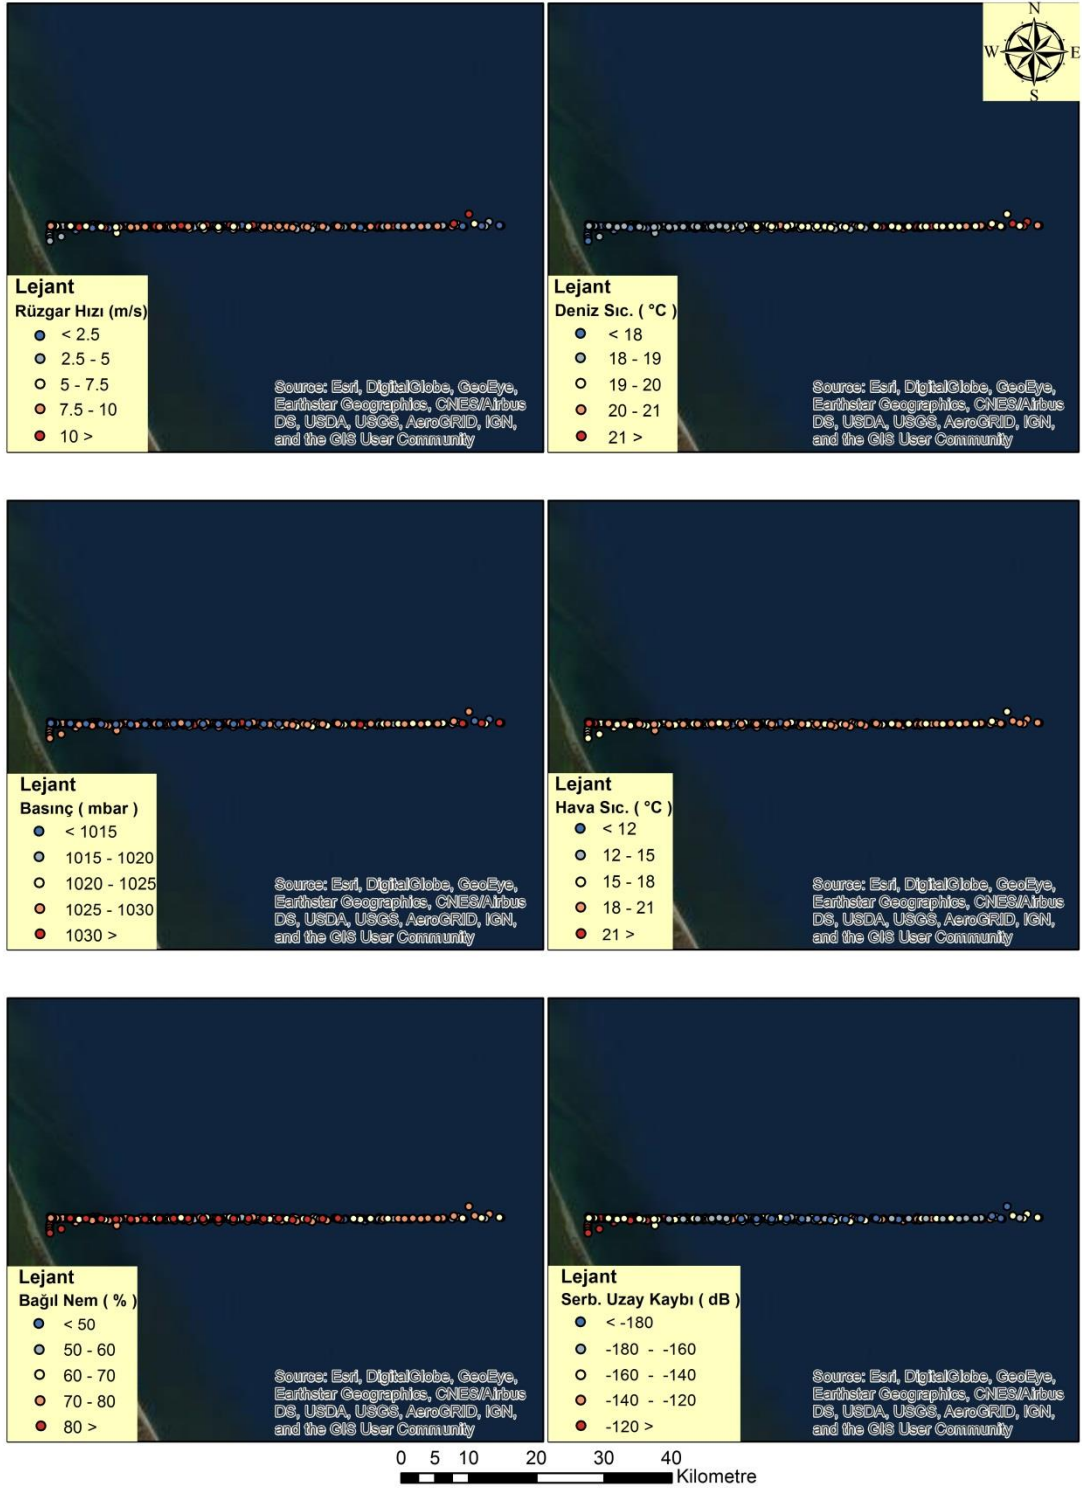 N
W E
S
Lejant
Rüzgar Hızı (m/s)
< 2.5
2.5 - 5
5 - 7.5
7.5 - 10
10 >
Source: Esri, DigitalGlobe, GeoEye,
Earthstar Geographics, CNES/Airbus
DS, USDA, USGS, AeroGRID, IGN,
and the GIS User Community
Lejant
Deniz Sıc. ( °C )
< 18
18 - 19
19 - 20
20 - 21
21 >
Source: Esri, DigitalGlobe, GeoEye,
Earthstar Geographics, CNES/Airbus
DS, USDA, USGS, AeroGRID, IGN,
and the GIS User Community
Lejant
Basınç ( mbar )
< 1015
1015 - 1020
1020 - 1025
1025 - 1030
1030 >
Source: Esri, DigitalGlobe, GeoEye,
Earthstar Geographics, CNES/Airbus
DS, USDA, USGS, AeroGRID, IGN,
and the GIS User Community
Lejant
Hava Sıc. ( °C )
< 12
12 - 15
15 - 18
18 - 21
21 >
Source: Esri, DigitalGlobe, GeoEye,
Earthstar Geographics, CNES/Airbus
DS, USDA, USGS, AeroGRID, IGN,
and the GIS User Community
Lejant
Bağıl Nem ( % )
< 50
50 - 60
60 - 70
70 - 80
80 >
Source: Esri, DigitalGlobe, GeoEye,
Earthstar Geographics, CNES/Airbus
DS, USDA, USGS, AeroGRID, IGN,
and the GIS User Community
Lejant
Serb. Uzay Kaybı ( dB )
< -180
-180 - -160
-160 - -140
-140 - -120
-120 >
Source: Esri, DigitalGlobe, GeoEye,
Earthstar Geographics, CNES/Airbus
DS, USDA, USGS, AeroGRID, IGN,
and the GIS User Community
0 5 10 20 30 40
Kilometre